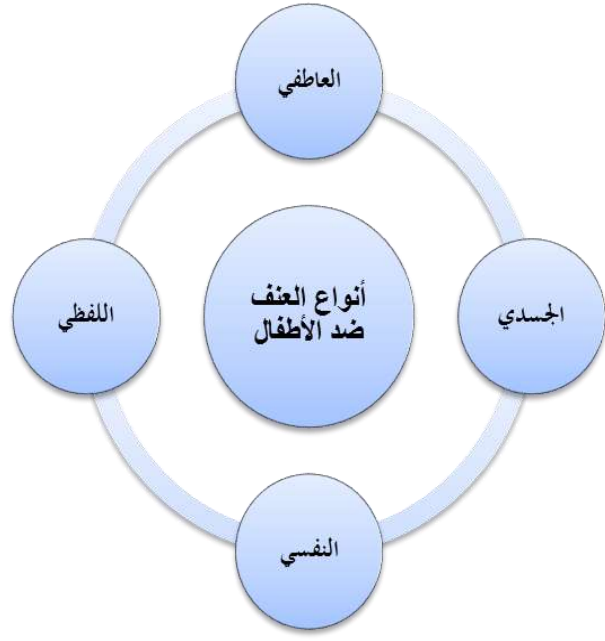 العاطفي
الجسدي
أنواع العنف
ضد الأطفال
اللفظي
النفسي